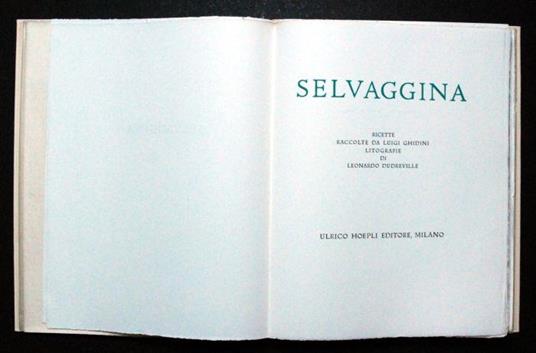 SELVAGGINA
RICETTE
RACCOLTE DA LUIGI GHIDINI
LITOGRAFIE
DI
LEONARDO DUDREVILLE
ULRICO HOEPLI EDITORE, MILANO